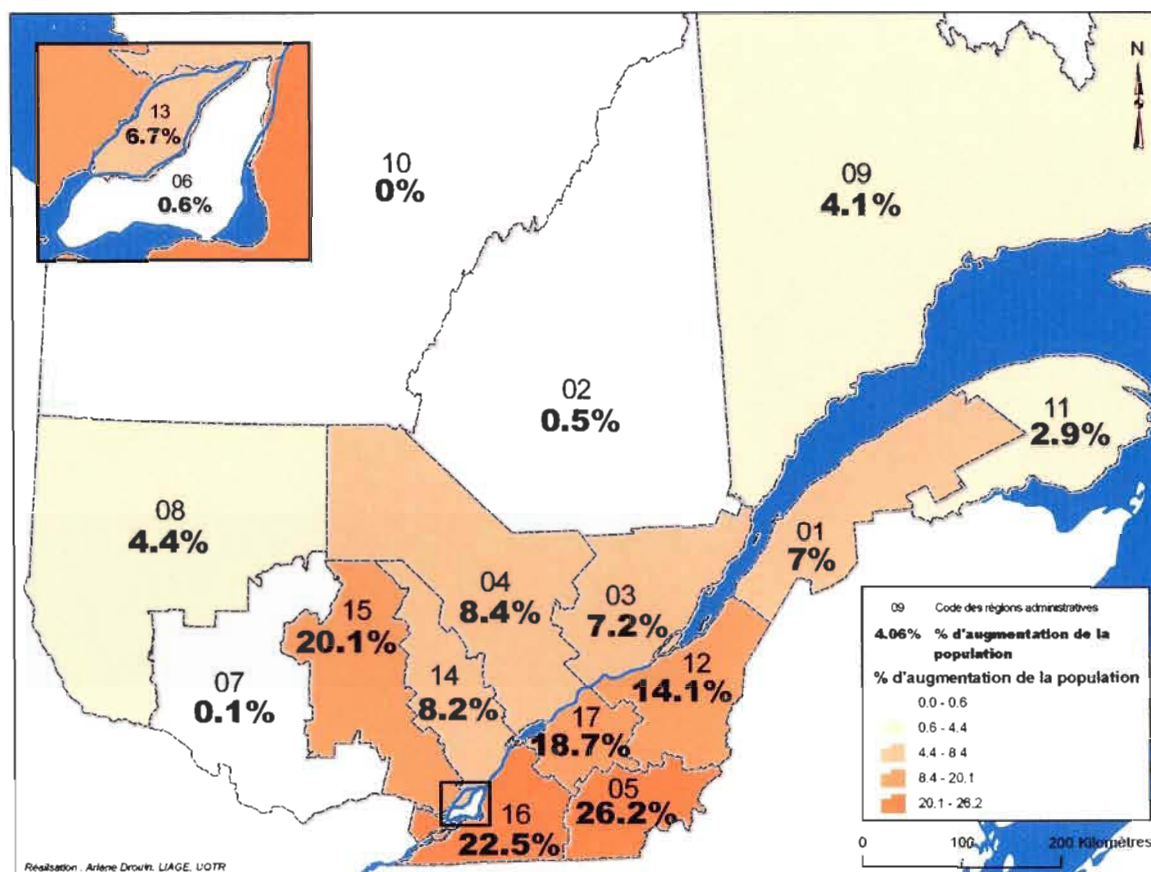 13
6.7%
06
0.6%
10
0%
09
4.1%
N
02
0.5%
11
2.9%
08
4.4%
01
7%
04
8.4%
03
7.2%
15
20.1%
14
8.2%
12
14.1%
07
0.1%
17
18.7%
05
26.2%
16
22.5%
09 Code des régions administratives
4.06% % d'augmentation de la
population
% d'augmentation de la population
0.0 - 0.6
0.6 - 4.4
4.4 - 8.4
8.4 - 20.1
20.1 - 26.2
0 100 200 Kilomètres
Réalisation : Ariane Drouin, LIAGE, UQTR